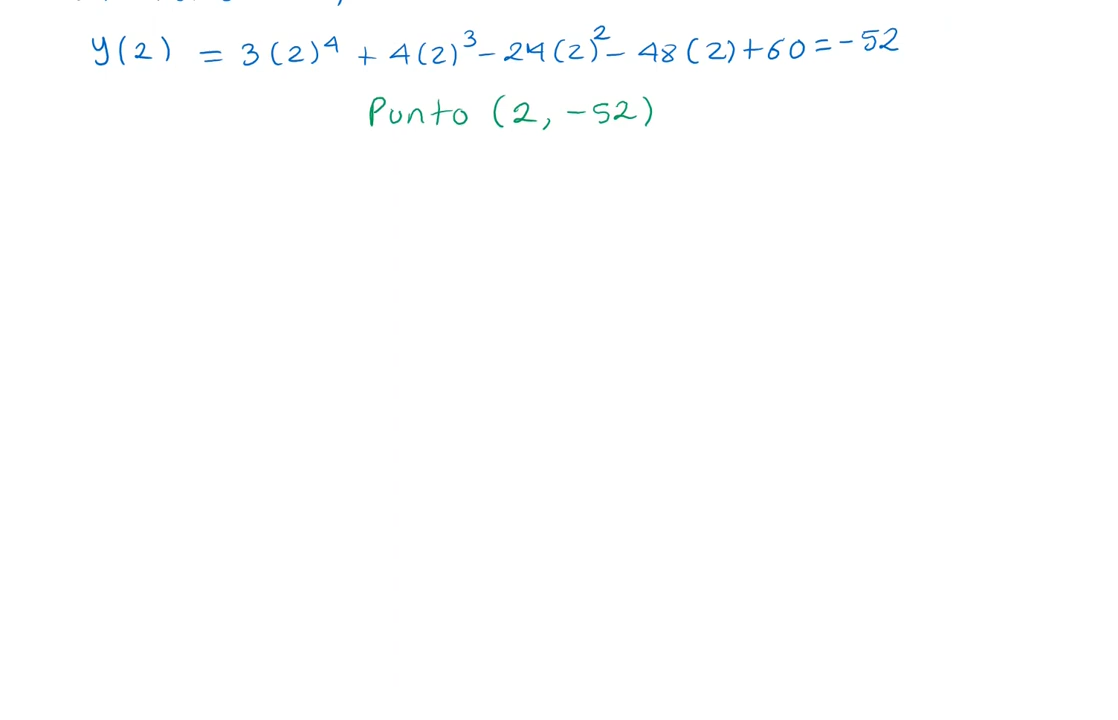 y(2) = 3(2)⁴ + 4(2)³ - 24(2)² - 48(2) + 60 = -52
Punto (2, -52)